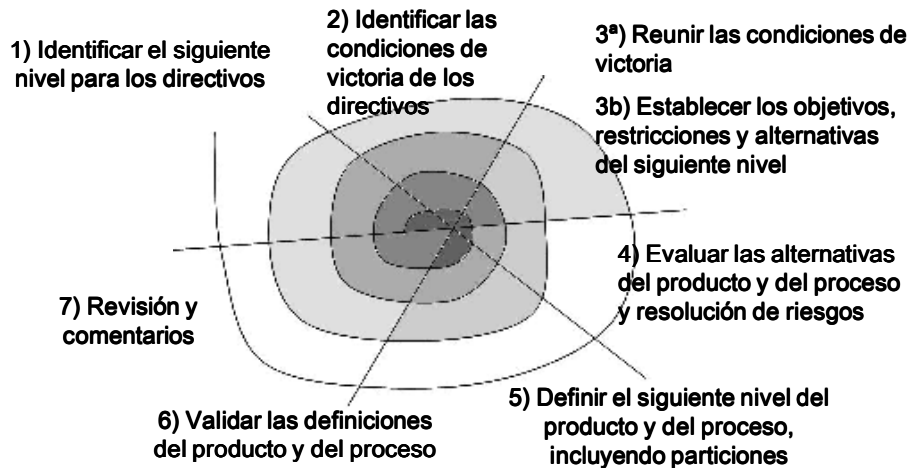 1) Identificar el siguiente
nivel para los directivos
2) Identificar las
condiciones de
victoria de los
directivos
3ª) Reunir las condiciones de
victoria
3b) Establecer los objetivos,
restricciones y alternativas
del siguiente nivel
4) Evaluar las alternativas
del producto y del proceso
y resolución de riesgos
5) Definir el siguiente nivel del
producto y del proceso,
incluyendo particiones
6) Validar las definiciones
del producto y del proceso
7) Revisión y
comentarios